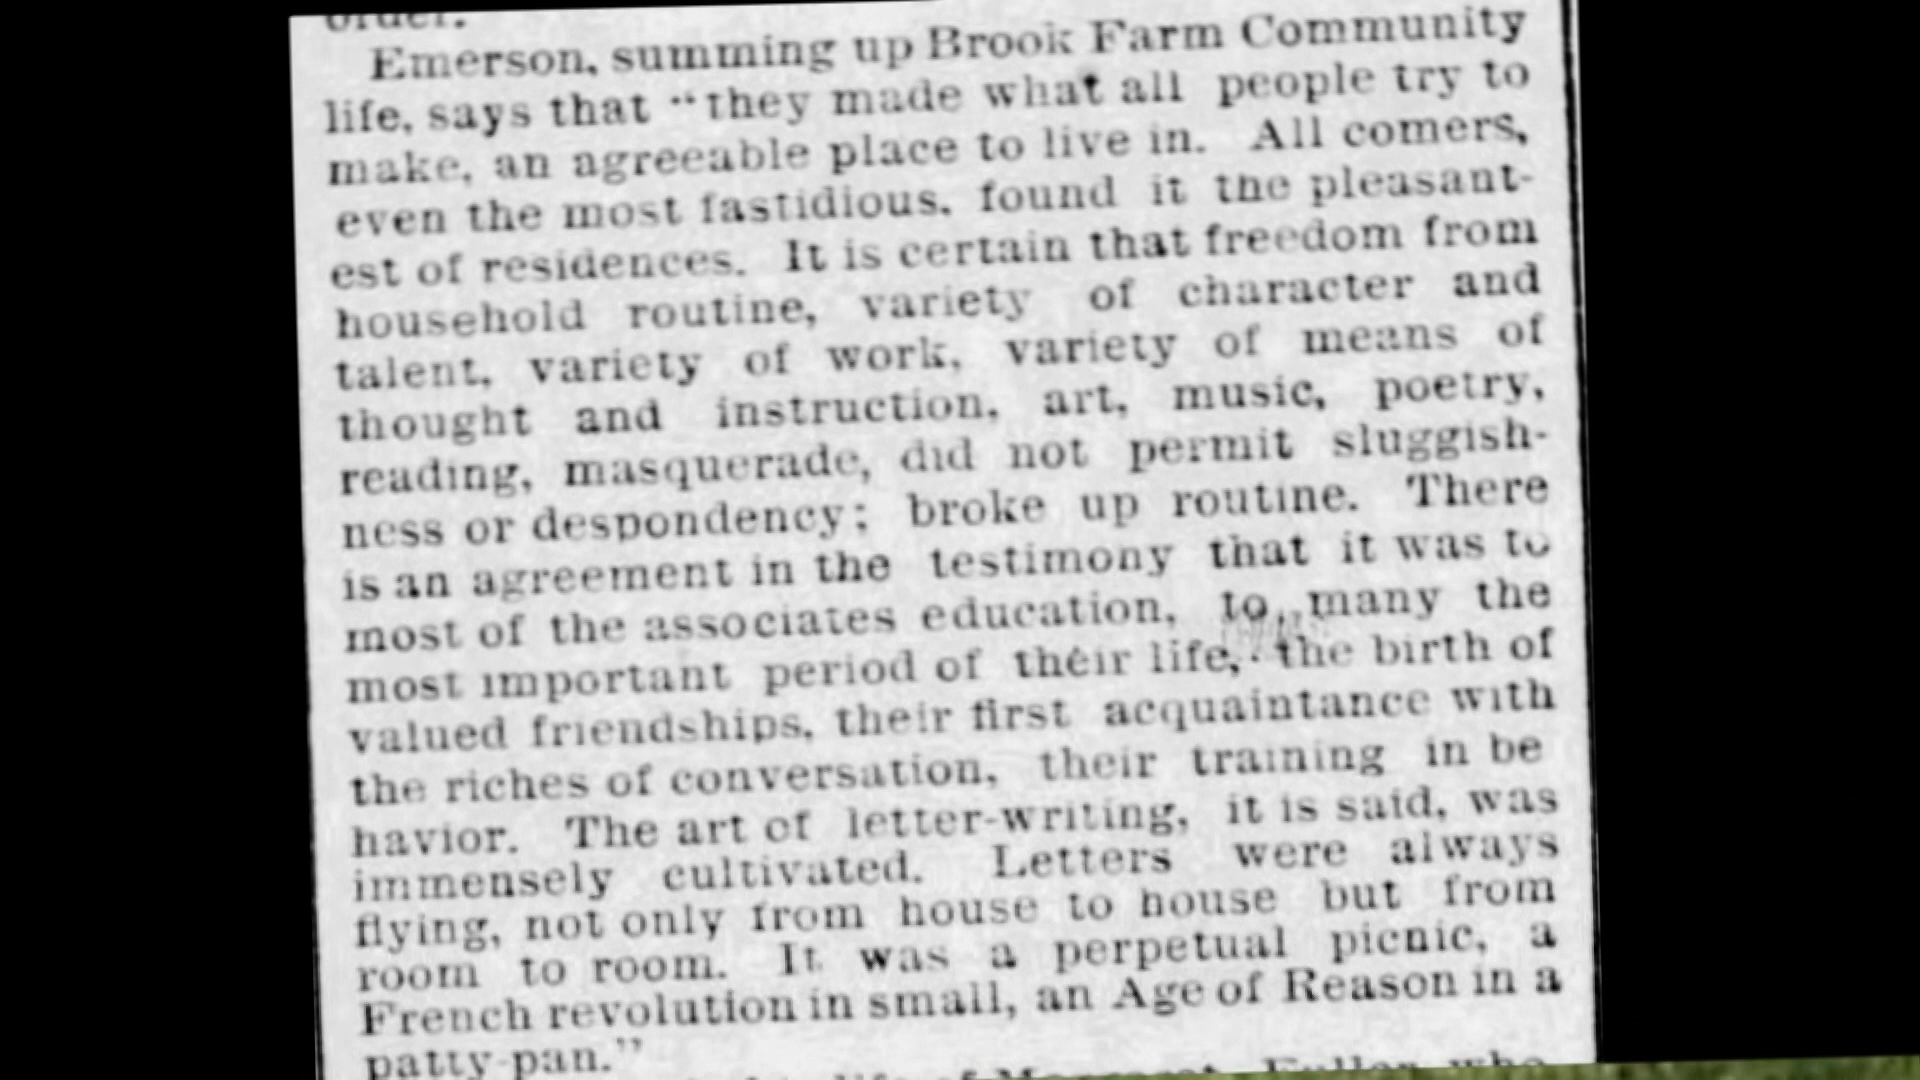 order.
Emerson, summing up Brook Farm Community
life, says that "they made what all people try to
make, an agreeable place to live in. All comers,
even the most fastidious, found it the pleasant-
est of residences. It is certain that freedom from
household routine, variety of character and
talent, variety of work, variety of means of
thought and instruction, art, music, poetry,
reading, masquerade, did not permit sluggish-
ness or despondency; broke up routine. There
is an agreement in the testimony that it was to
most of the associates education, to many the
most important period of their life, the birth of
valued friendships, their first acquaintance with
the riches of conversation, their training in be
havior. The art of letter-writing, it is said, was
immensely cultivated. Letters were always
flying, not only from house to house but from
room to room. It was a perpetual picnic, a
French revolution in small, an Age of Reason in a
patty-pan."
life of Margaret Fuller who